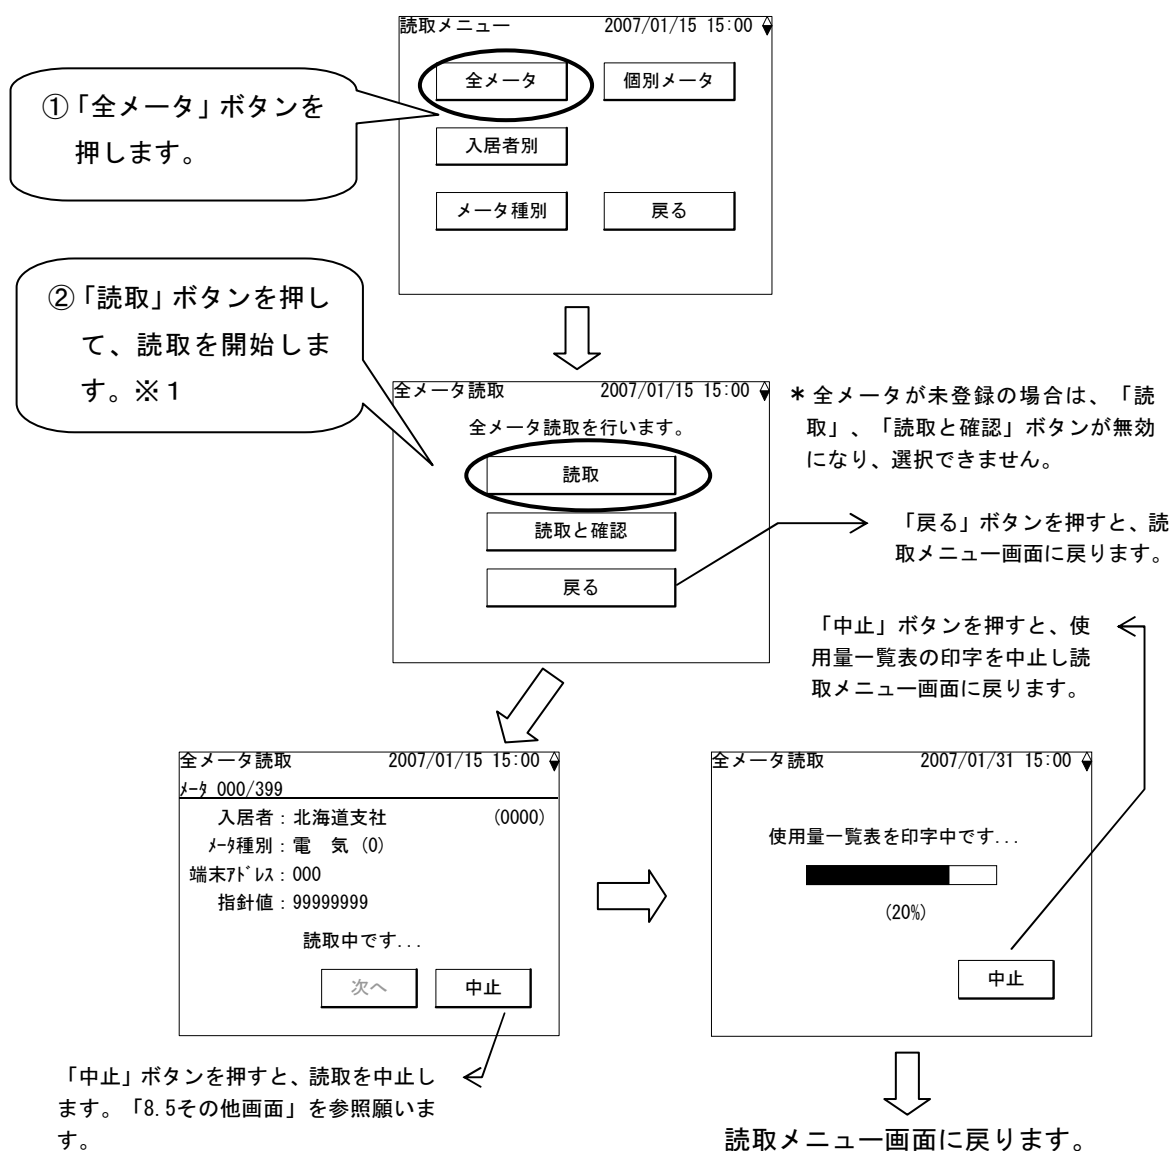 読取メニュー 2007/01/15 15:00
全メータ 個別メータ
入居者別
メータ種別 戻る
①「全メータ」ボタンを
押します。
②「読取」ボタンを押し
て、読取を開始しま
す。※１
全メータ読取 2007/01/15 15:00
全メータ読取を行います。
読取
読取と確認
戻る
＊全メータが未登録の場合は、「読
取」、「読取と確認」ボタンが無効
になり、選択できません。
「戻る」ボタンを押すと、読
取メニュー画面に戻ります。
「中止」ボタンを押すと、使
用量一覧表の印字を中止し読
取メニュー画面に戻ります。
全メータ読取 2007/01/15 15:00
ﾒｰﾀ 000/399
入居者：北海道支社 (0000)
ﾒｰﾀ種別：電　気 (0)
端末ｱﾄﾞﾚｽ：000
指針値：99999999
読取中です...
次へ 中止
「中止」ボタンを押すと、読取を中止し
ます。「8.5その他画面」を参照願いま
す。
全メータ読取 2007/01/31 15:00
使用量一覧表を印字中です...
(20%)
中止
読取メニュー画面に戻ります。